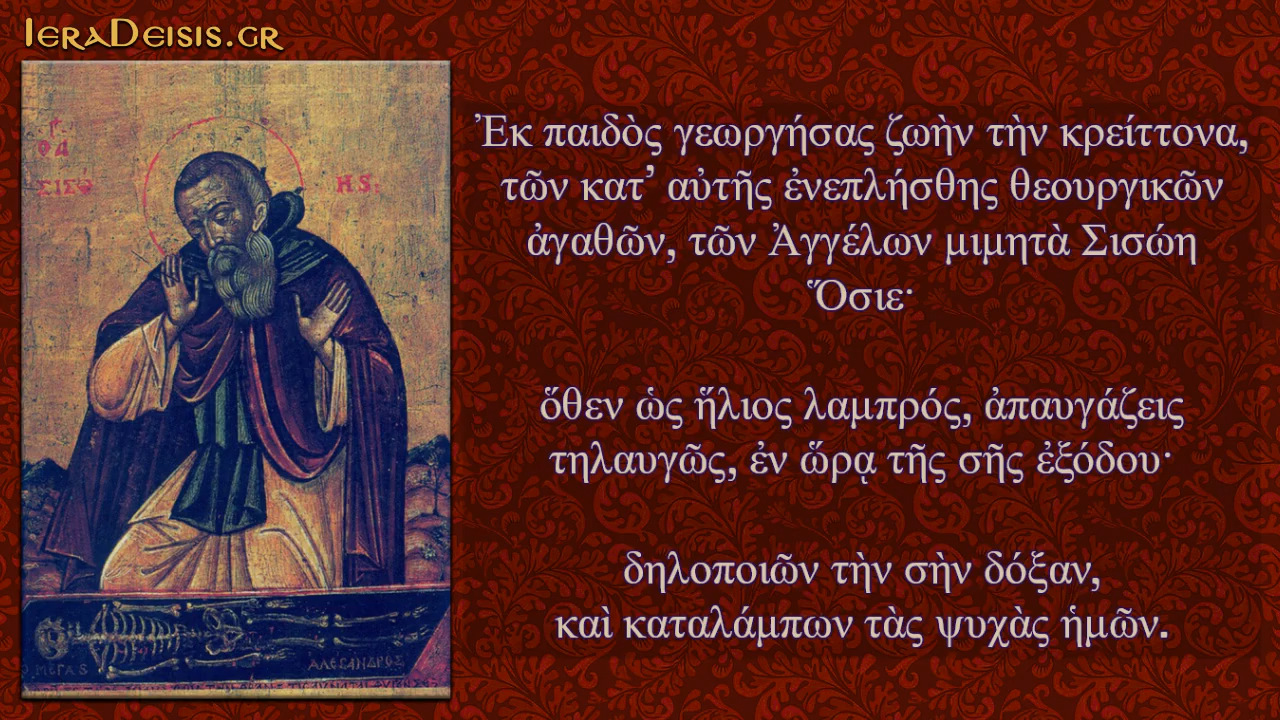 IERADEISIS.GR
Ἐκ παιδὸς γεωργήσας ζωὴν τὴν κρείττονα,
τῶν κατ’ αὐτῆς ἐνεπλήσθης θεουργικῶν
ἀγαθῶν, τῶν Ἀγγέλων μιμητὰ Σισώη
Ὅσιε·
ὅθεν ὡς ἥλιος λαμπρός, ἀπαυγάζεις
τηλαυγῶς, ἐν ὥρᾳ τῆς σῆς ἐξόδου·
δηλοποιῶν τὴν σὴν δόξαν,
καὶ καταλάμπων τὰς ψυχὰς ἡμῶν.
ΣΙΣΟ
ΗΣ:
Ο ΜΕΓΑΣ ΑΛΕΞΑΝΔΡΟΣ